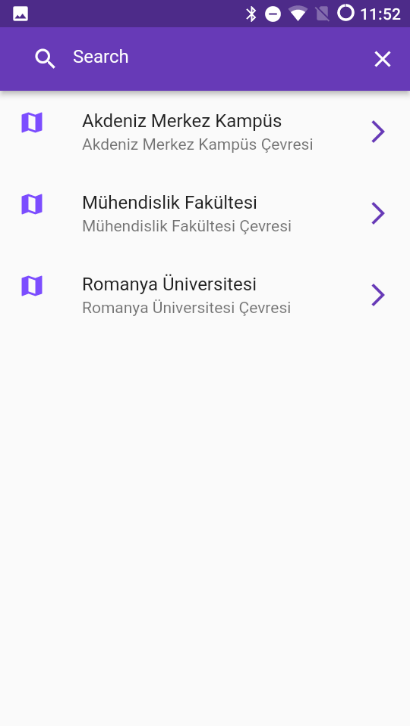 11:52
Search
Akdeniz Merkez Kampüs
Akdeniz Merkez Kampüs Çevresi
Mühendislik Fakültesi
Mühendislik Fakültesi Çevresi
Romanya Üniversitesi
Romanya Üniversitesi Çevresi